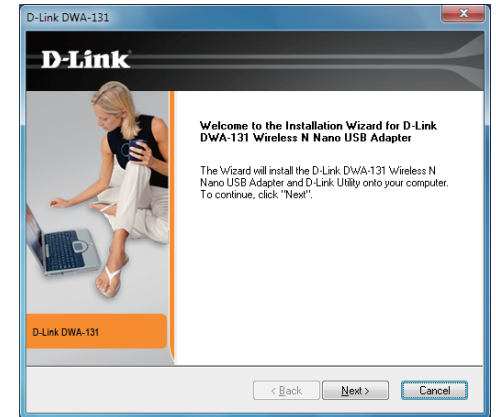 D-Link DWA-131
D-Link
Welcome to the Installation Wizard for D-Link
DWA-131 Wireless N Nano USB Adapter
The Wizard will install the D-Link DWA-131 Wireless N
Nano USB Adapter and D-Link Utility onto your computer.
To continue, click "Next".
D-Link DWA-131
< Back
Next >
Cancel